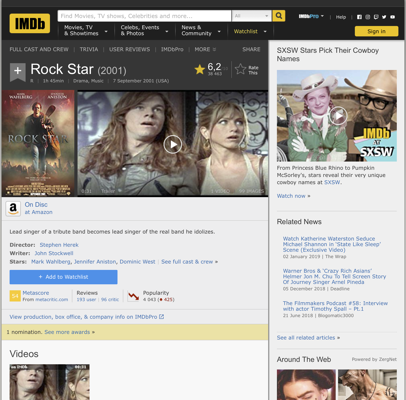 IMDb
Find Movies, TV shows, Celebrities and more...
All
IMDbPro
Help
Movies, TV
& Showtimes
Celebs, Events
& Photos
News &
Community
Watchlist
Sign in
FULL CAST AND CREW | TRIVIA | USER REVIEWS | IMDbPro | MORE
SHARE
Rock Star (2001)
6,2
Rate
This
R | 1h 45min | Drama, Music | 7 September 2001 (USA)
ROCK STAR
On Disc
at Amazon
Lead singer of a tribute band becomes lead singer of the real band he idolizes.
Director: Stephen Herek
Writer: John Stockwell
Stars: Mark Wahlberg, Jennifer Aniston, Dominic West | See full cast & crew »
+ Add to Watchlist
Metascore
From metacritic.com
Reviews
193 user | 96 critic
Popularity
4 043 (425)
View production, box office, & company info on IMDbPro
1 nomination. See more awards »
Videos
SXSW Stars Pick Their Cowboy
Names
IMDb
AT
SXSW
From Princess Blue Rhino to Pumpkin
McSorley's, stars reveal their very
unique cowboy names at SXSW.
Watch now »
Related News
Watch Katherine Waterston Seduce
Michael Shannon in 'State Like Sleep'
Scene (Exclusive Video)
02 January 2019 | The Wrap
Warner Bros & 'Crazy Rich Asians'
Helmer Jon M. Chu To Tell Screen Story
Of Journey Singer Arnel Pineda
05 December 2018 | Deadline
The Filmmakers Podcast #58: Interview
with actor Timothy Spall – Pt.1
21 June 2018 | Blogomatic3000
See all related articles »
Around The Web
Powered by ZergNet